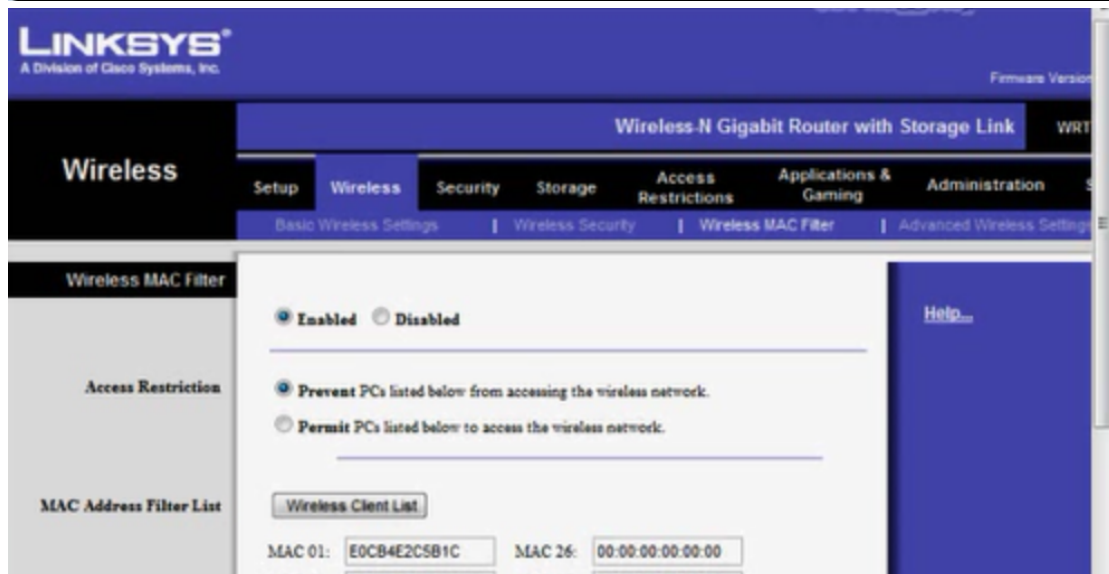 LINKSYS®
A Division of Cisco Systems, Inc.
Firmware Version
Wireless-N Gigabit Router with Storage Link WRT
Wireless
Setup Wireless Security Storage Access Restrictions Applications & Gaming Administration S
Basic Wireless Settings | Wireless Security | Wireless MAC Filter | Advanced Wireless Settings
Wireless MAC Filter
Enabled Disabled
Help...
Access Restriction
Prevent PCs listed below from accessing the wireless network.
Permit PCs listed below to access the wireless network.
MAC Address Filter List
Wireless Client List
MAC 01: E0CB4E2C5B1C MAC 26: 00:00:00:00:00:00